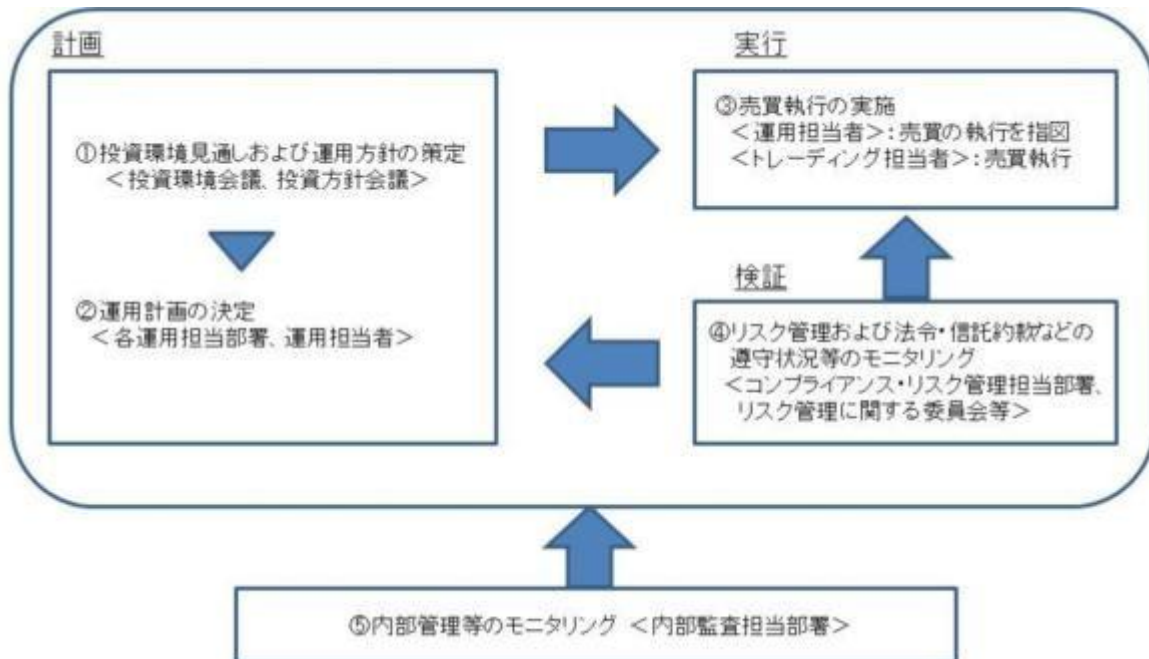 計画
①投資環境見通しおよび運用方針の策定
＜投資環境会議、投資方針会議＞
②運用計画の決定
＜各運用担当部署、運用担当者＞
実行
③売買執行の実施
＜運用担当者＞：売買の執行を指図
＜トレーディング担当者＞：売買執行
検証
④リスク管理および法令・信託約款などの
遵守状況等のモニタリング
＜コンプライアンス・リスク管理担当部署、
リスク管理に関する委員会等＞
⑤内部管理等のモニタリング ＜内部監査担当部署＞